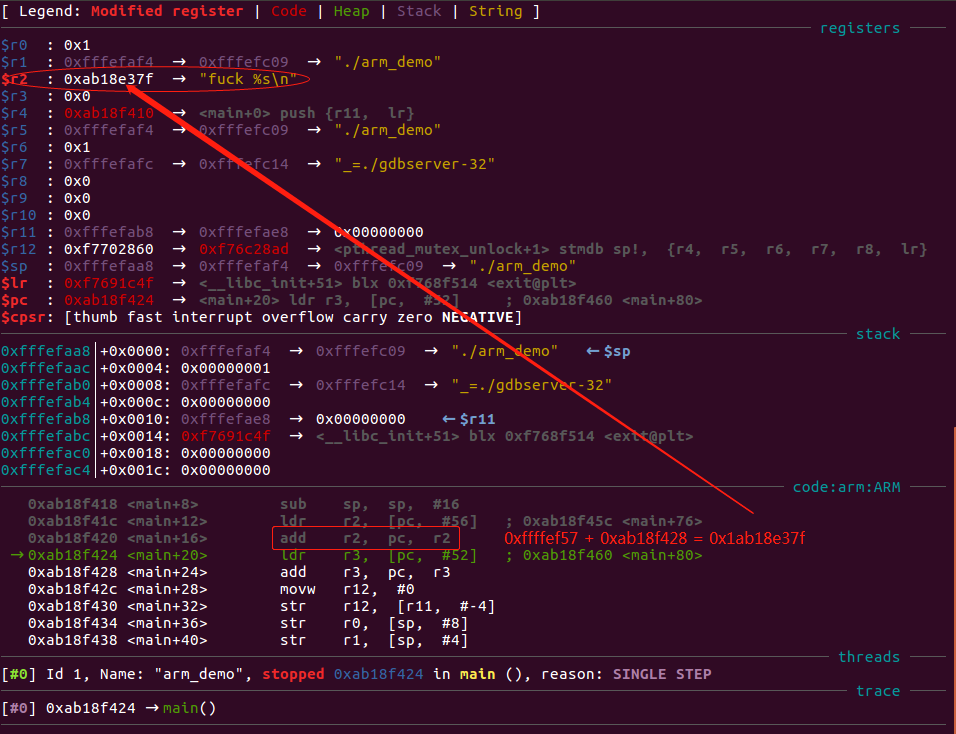 [ Legend: Modified register | Code | Heap | Stack | String ]
registers
$r0 : 0x1
$r1 : 0xfffefaf4 → 0xfffefc09 → "./arm_demo"
$r2 : 0xab18e37f → "fuck %s\n"
$r3 : 0x0
$r4 : 0xab18f410 → <main+0> push {r11, lr}
$r5 : 0xfffefaf4 → 0xfffefc09 → "./arm_demo"
$r6 : 0x1
$r7 : 0xfffefafc → 0xfffefc14 → "_=./gdbserver-32"
$r8 : 0x0
$r9 : 0x0
$r10 : 0x0
$r11 : 0xfffefab8 → 0xfffefae8 → 0x00000000
$r12 : 0xf7702860 → 0xf76c28ad → <pthread_mutex_unlock+1> stmdb sp!, {r4, r5, r6, r7, r8, lr}
$sp : 0xfffefaa8 → 0xfffefaf4 → 0xfffefc09 → "./arm_demo"
$lr : 0xf7691c4f → <__libc_init+51> blx 0xf768f514 <exit@plt>
$pc : 0xab18f424 → <main+20> ldr r3, [pc, #52] ; 0xab18f460 <main+80>
$cpsr: [thumb fast interrupt overflow carry zero NEGATIVE]
stack
0xfffefaa8│+0x0000: 0xfffefaf4 → 0xfffefc09 → "./arm_demo" ←$sp
0xfffefaac│+0x0004: 0x00000001
0xfffefab0│+0x0008: 0xfffefafc → 0xfffefc14 → "_=./gdbserver-32"
0xfffefab4│+0x000c: 0x00000000
0xfffefab8│+0x0010: 0xfffefae8 → 0x00000000 ←$r11
0xfffefabc│+0x0014: 0xf7691c4f → <__libc_init+51> blx 0xf768f514 <exit@plt>
0xfffefac0│+0x0018: 0x00000000
0xfffefac4│+0x001c: 0x00000000
code:arm:ARM
0xab18f418 <main+8> sub sp, sp, #16
0xab18f41c <main+12> ldr r2, [pc, #56] ; 0xab18f45c <main+76>
0xab18f420 <main+16> add r2, pc, r2 0xffffef57 + 0xab18f428 = 0x1ab18e37f
→0xab18f424 <main+20> ldr r3, [pc, #52] ; 0xab18f460 <main+80>
0xab18f428 <main+24> add r3, pc, r3
0xab18f42c <main+28> movw r12, #0
0xab18f430 <main+32> str r12, [r11, #-4]
0xab18f434 <main+36> str r0, [sp, #8]
0xab18f438 <main+40> str r1, [sp, #4]
threads
[#0] Id 1, Name: "arm_demo", stopped 0xab18f424 in main (), reason: SINGLE STEP
trace
[#0] 0xab18f424 →main()